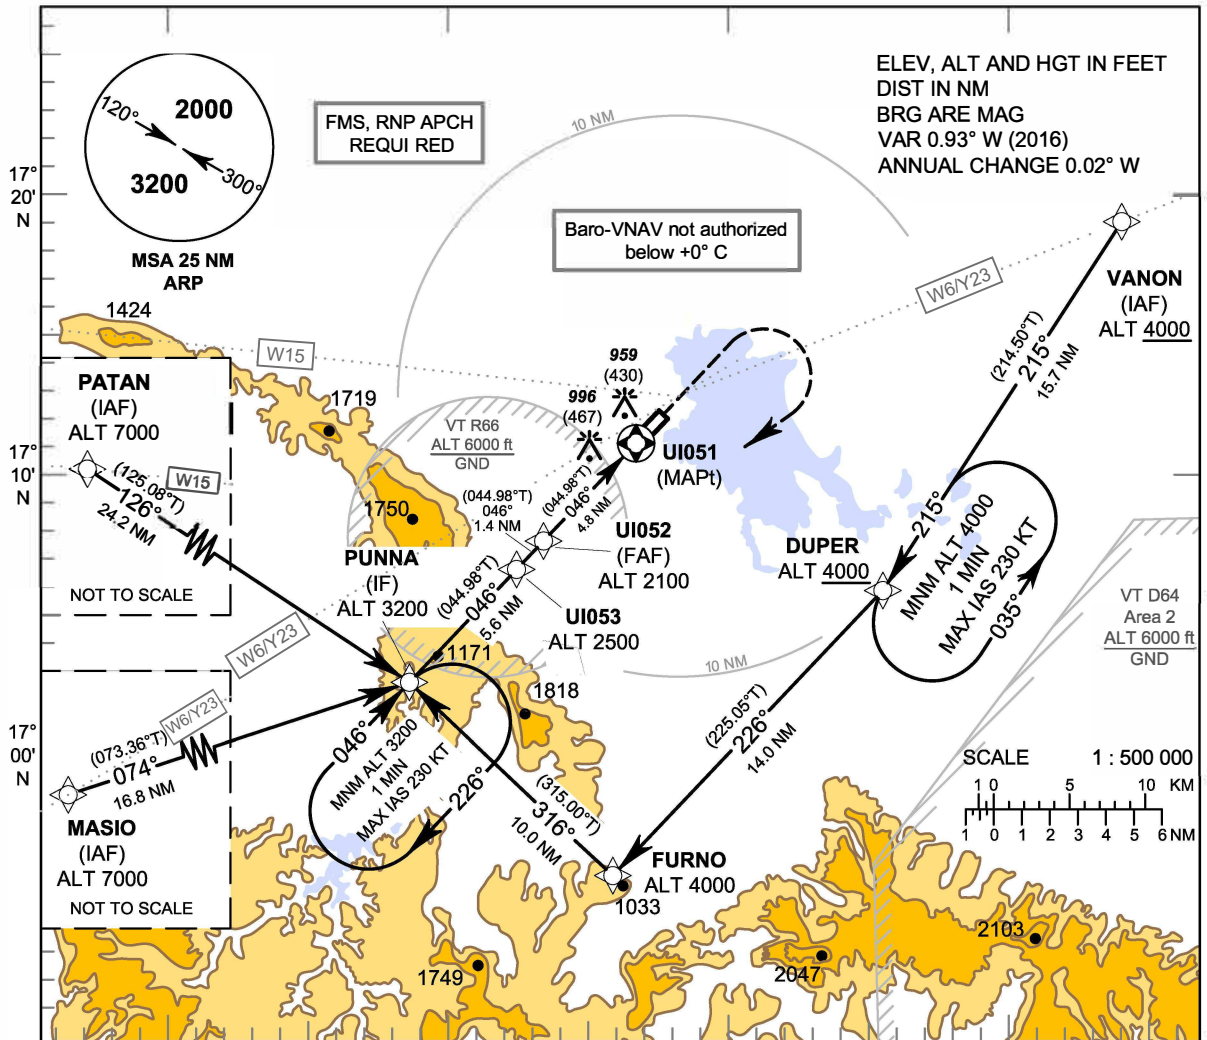 ELEV, ALT AND HGT IN FEET
DIST IN NM
BRG ARE MAG
VAR 0.93° W (2016)
ANNUAL CHANGE 0.02° W
120°
2000
3200
300°
MSA 25 NM
ARP
FMS, RNP APCH
REQUI RED
10 NM
17°
20'
N
Baro-VNAV not authorized
below +0° C
W6/Y23
VANON
(IAF)
ALT 4000
1424
W15
(214.50°T)
215°
15.7 NM
959
(430)
996
(467)
PATAN
(IAF)
ALT 7000
1719
VT R66
ALT 6000 ft
GND
UI051
(MAPt)
17°
10'
N
(125.08°T)
126°
24.2 NM
W15
1750
(044.98°T)
046°
1.4 NM
(044.98°T)
046°
4.8 NM
UI052
(FAF)
ALT 2100
UI053
ALT 2500
PUNNA
(IF)
ALT 3200
(044.98°T)
046°
5.6 NM
NOT TO SCALE
DUPER
ALT 4000
215°
MNM ALT 4000
1 MIN
MAX IAS 230 KT
035°
VT D64
Area 2
ALT 6000 ft
GND
W6/Y23
1171
10 NM
1818
W6/Y23
17°
00'
N
(073.36°T)
074°
16.8 NM
MASIO
(IAF)
ALT 7000
NOT TO SCALE
046°
MNM ALT 3200
1 MIN
MAX IAS 230 KT
226°
(315.00°T)
316°
10.0 NM
(225.05°T)
226°
14.0 NM
FURNO
ALT 4000
1033
SCALE 1 : 500 000
1 0 5 10 KM
1 0 1 2 3 4 5 6 NM
1749
2047
2103